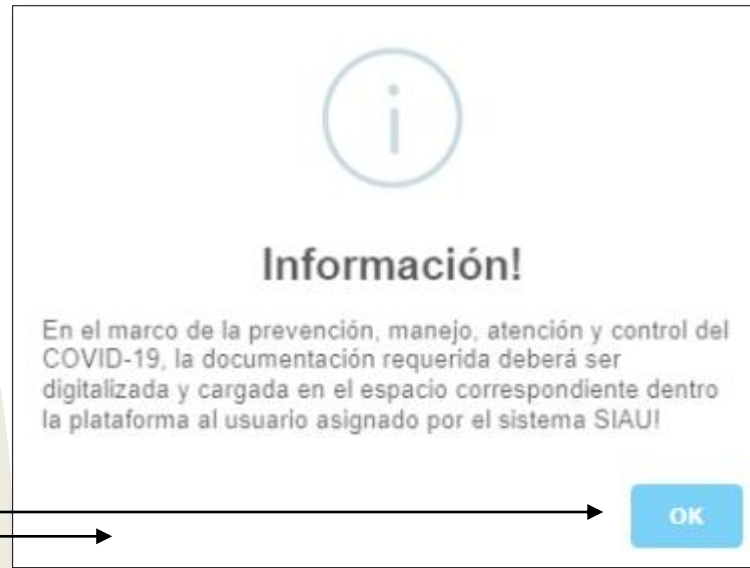 i
Información!
En el marco de la prevención, manejo, atención y control del
COVID-19, la documentación requerida deberá ser
digitalizada y cargada en el espacio correspondiente dentro
la plataforma al usuario asignado por el sistema SIAU!
OK